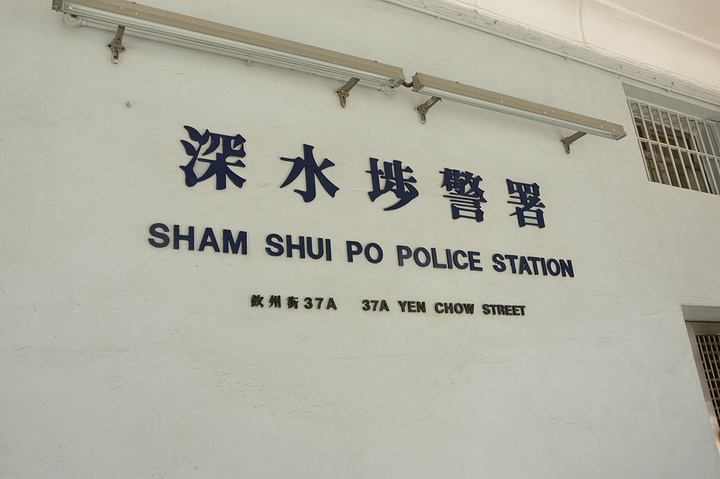 深水埗警署
SHAM SHUI PO POLICE STATION
欽州街37A 37A YEN CHOW STREET